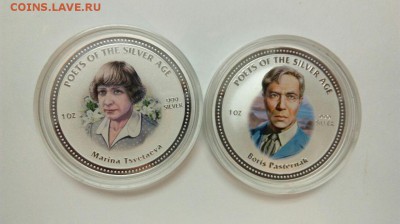 COINS.LAVE.RU
POETS OF THE SILVER AGE
1 OZ
.999 SILVER
Marina Tsvetaeva
POETS OF THE SILVER AGE
1 OZ
Boris Pasternak